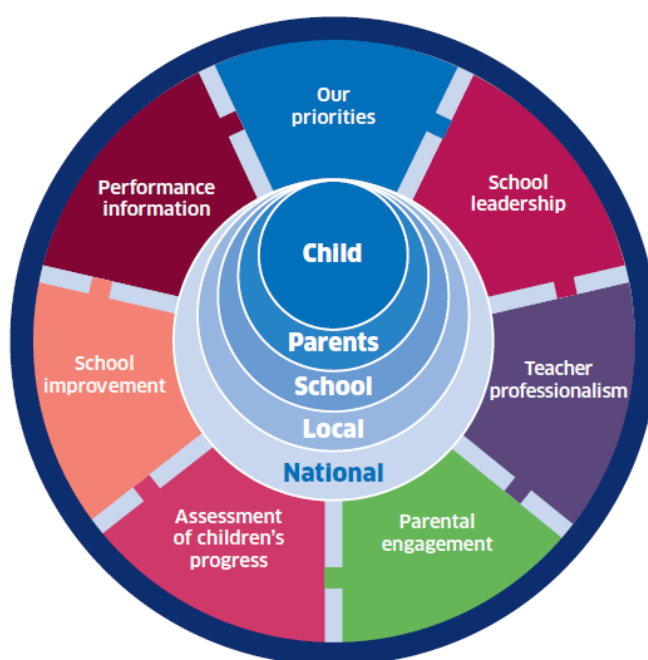 Our
priorities
School
leadership
Teacher
professionalism
Parental
engagement
Assessment
of children's
progress
School
improvement
Performance
information
Child
Parents
School
Local
National